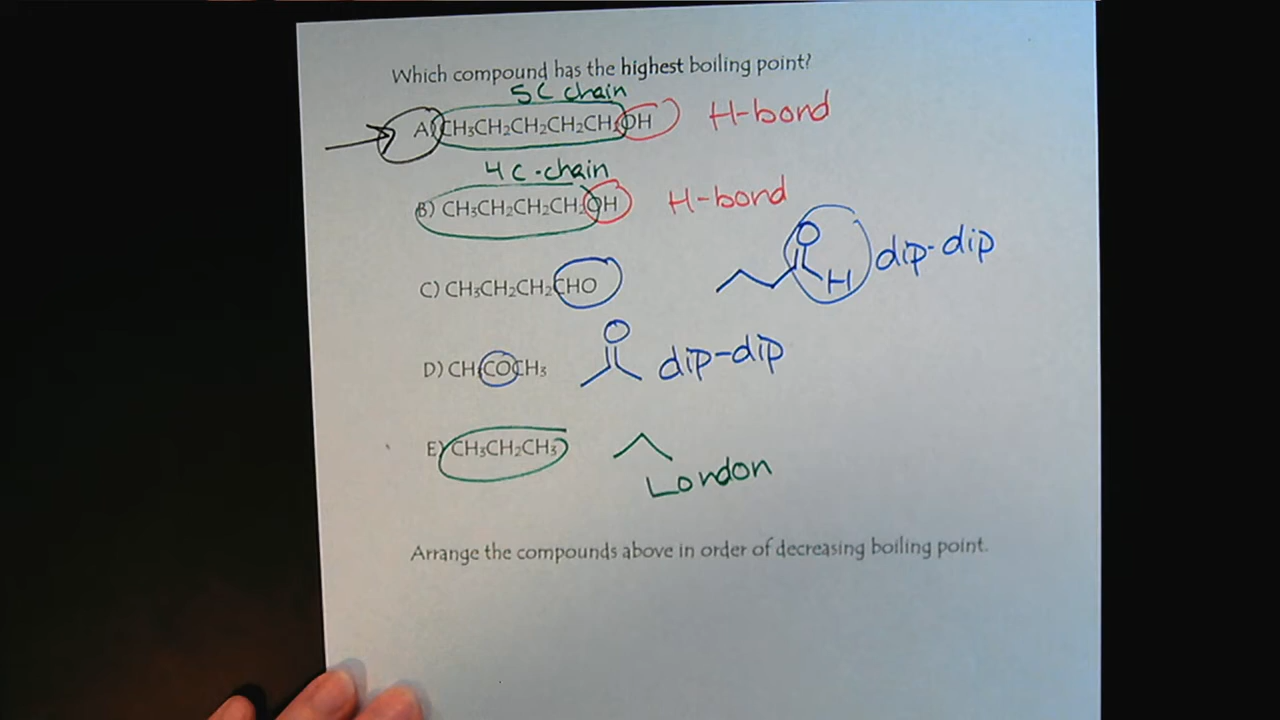 Which compound has the highest boiling point?
5C chain
A) CH₃CH₂CH₂CH₂CH₂OH H-bond
4C-chain
B) CH₃CH₂CH₂CH₂OH H-bond
C) CH₃CH₂CH₂CHO O H dip-dip
D) CH₃COCH₃ O dip-dip
E) CH₃CH₂CH₃
London
Arrange the compounds above in order of decreasing boiling point.